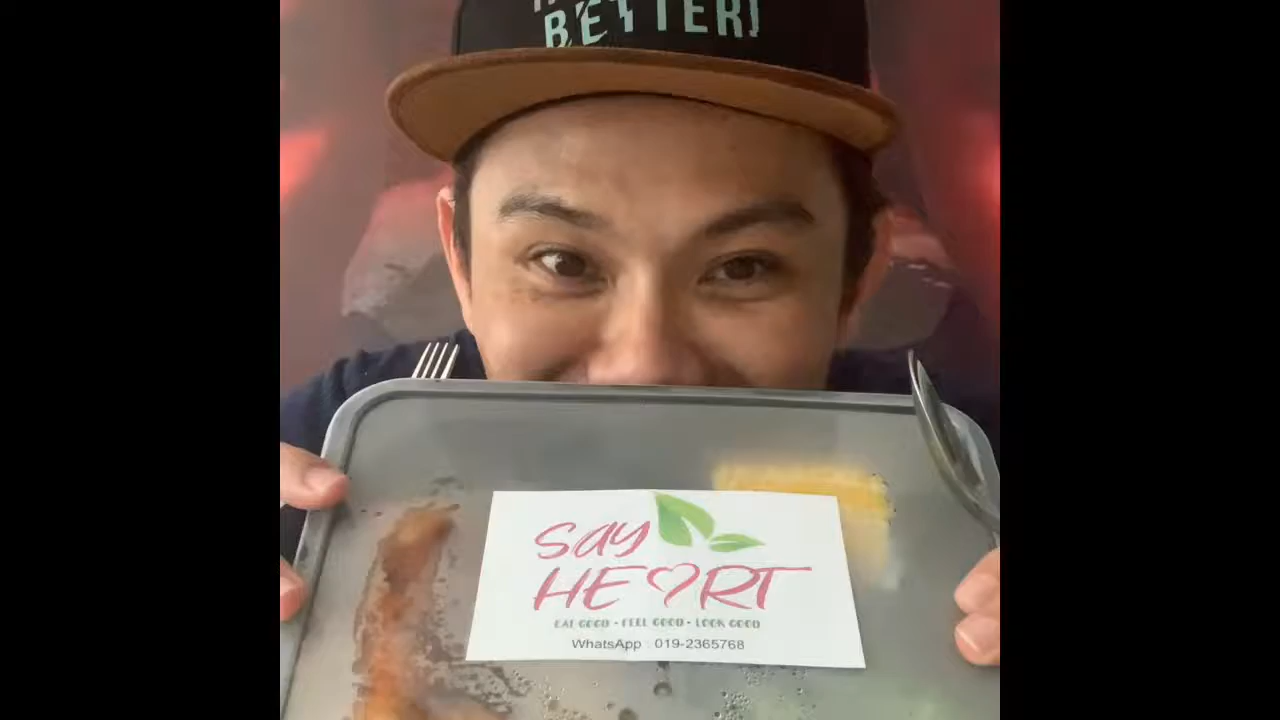 BETTER!
SAY
HEART
EAT GOOD • FEEL GOOD • LOOK GOOD
WhatsApp 019-2365768